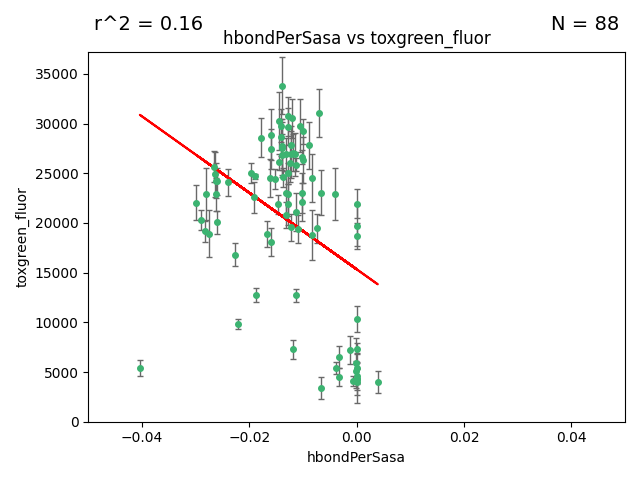 r^2 = 0.16
N = 88
hbondPerSasa vs toxgreen_fluor
35000
30000
25000
20000
15000
10000
5000
0
toxgreen_fluor
−0.04
−0.02
0.00
0.02
0.04
hbondPerSasa